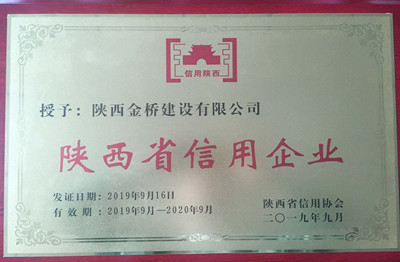 信用陕西
授予：陕西金桥建设有限公司
陕西省信用企业
发证日期：2019年9月16日
陕西省信用协会
有效期：2019年9月—2020年9月
二〇一九年九月